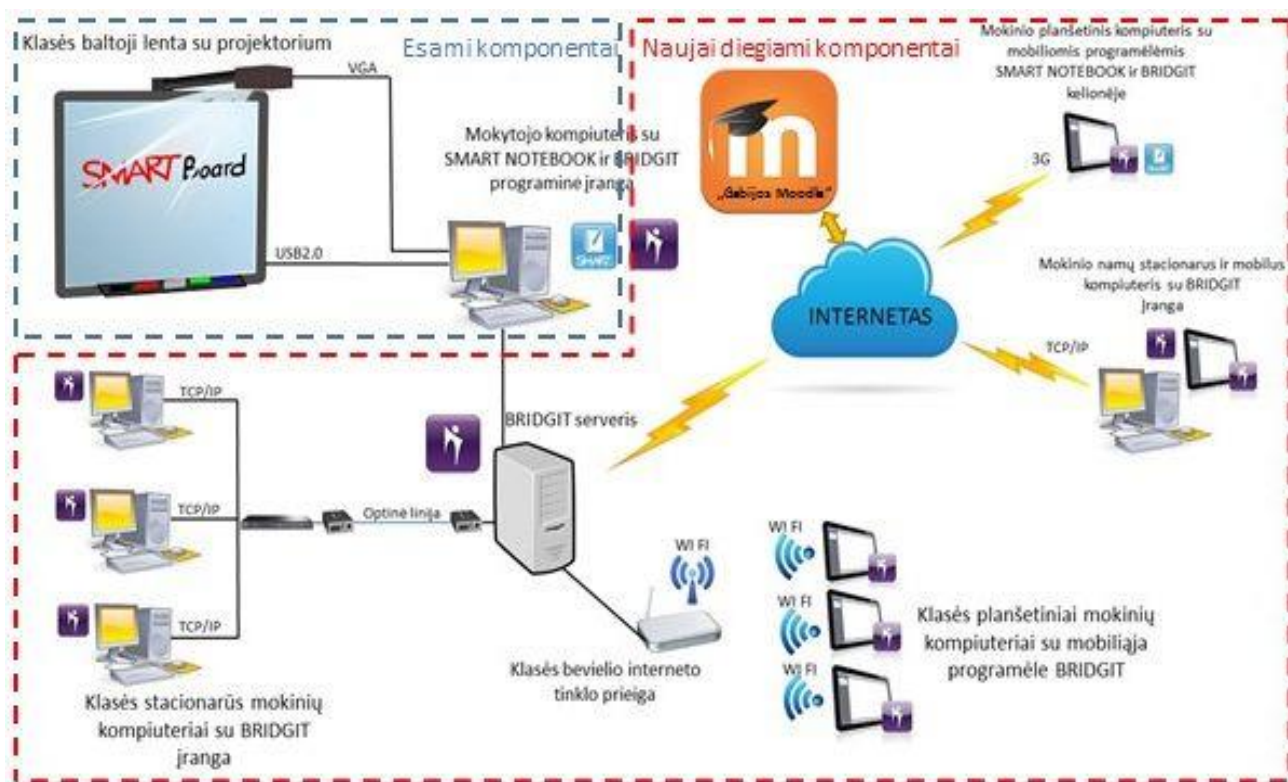 Klasės baltoji lenta su projektorium
Esami komponentai
VGA
SMART Board
Mokytojo kompiuteris su
SMART NOTEBOOK ir BRIDGIT
programinė įranga
USB2.0
SMART
Naujai diegiami komponentai
„Gabijos Moodle“
Mokinio planšetinis kompiuteris su
mobiliomis programėlėmis
SMART NOTEBOOK ir BRIDGIT
kelionėje
3G
SMART
INTERNETAS
Mokinio namų stacionarus ir mobilus
kompiuteris su BRIDGIT
Įranga
TCP/IP
TCP/IP
TCP/IP
TCP/IP
Klasės stacionarūs mokinių
kompiuteriai su BRIDGIT
įranga
Optinė linija
BRIDGIT serveris
WI FI
Klasės bevielio interneto
tinklo prieiga
WI FI
WI FI
WI FI
Klasės planšetiniai mokinių
kompiuteriai su mobiliąja
programėle BRIDGIT